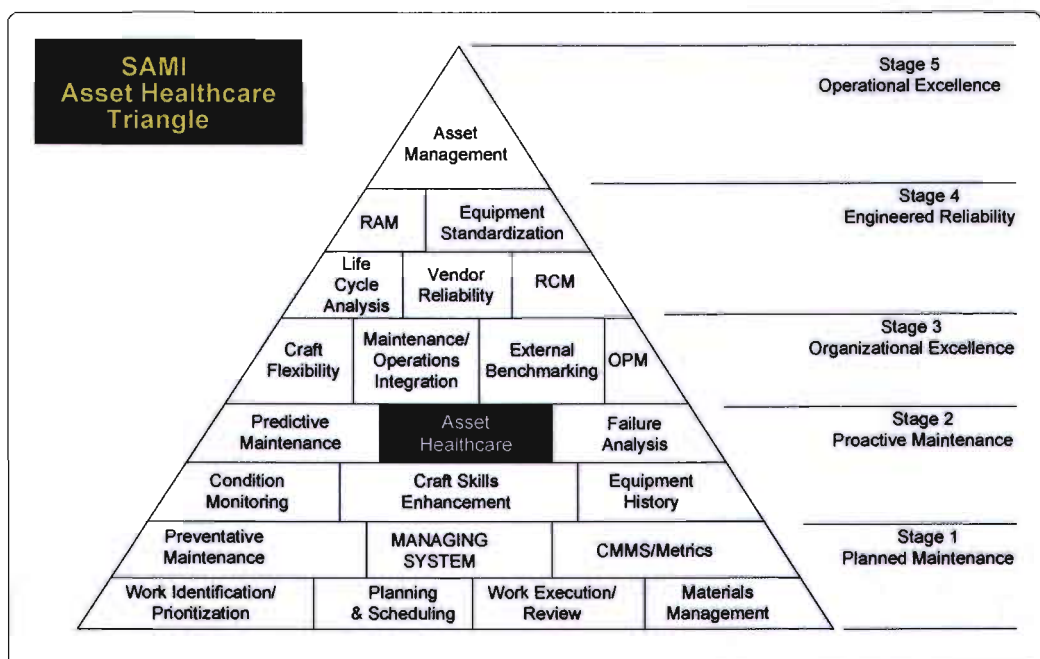 SAMI
Asset Healthcare
Triangle
Stage 5
Operational Excellence
Asset
Management
Stage 4
Engineered Reliability
RAM
Equipment
Standardization
Life
Cycle
Analysis
Vendor
Reliability
RCM
Stage 3
Organizational Excellence
Craft
Flexibility
Maintenance/
Operations
Integration
External
Benchmarking
OPM
Stage 2
Proactive Maintenance
Predictive
Maintenance
Asset
Healthcare
Failure
Analysis
Condition
Monitoring
Craft Skills
Enhancement
Equipment
History
Stage 1
Planned Maintenance
Preventative
Maintenance
MANAGING
SYSTEM
CMMS/Metrics
Work Identification/
Prioritization
Planning
& Scheduling
Work Execution/
Review
Materials
Management